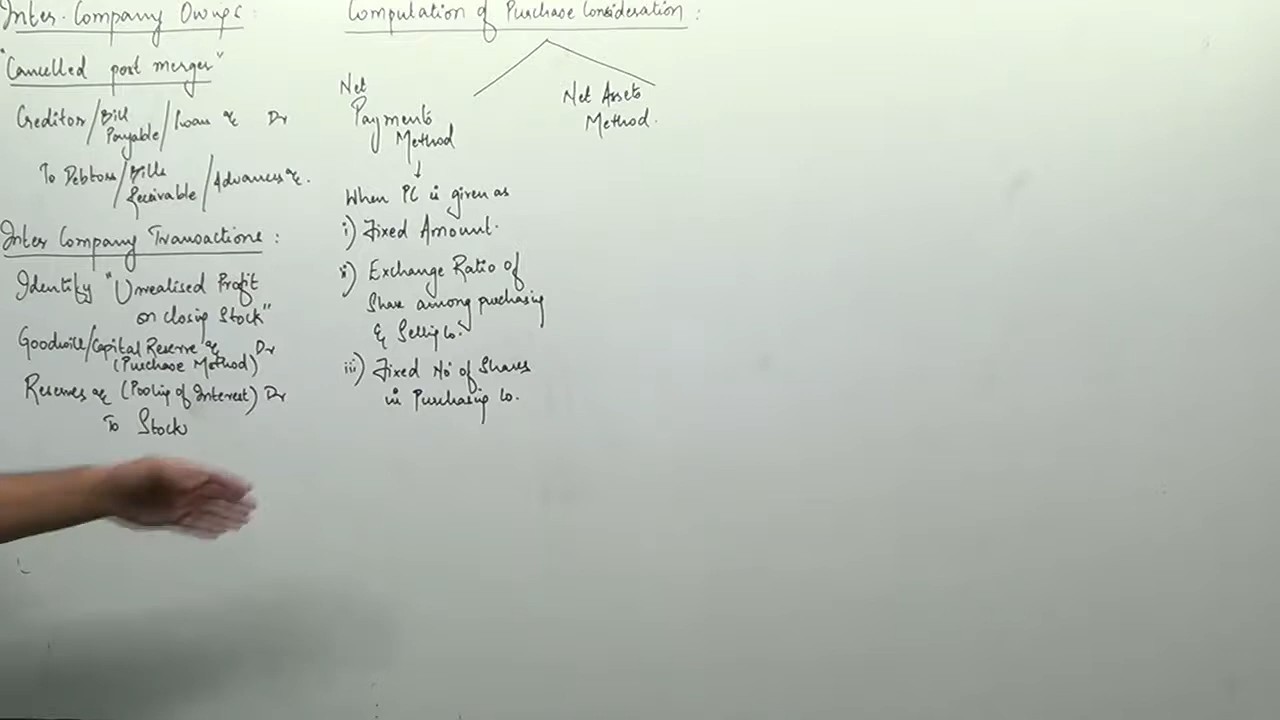 Inter-Company Owings:
"Cancelled post merger"
Creditor/Bill Payable/Loan a/c Dr
To Debtors/Bills Receivable/Advances a/c.
Inter Company Transactions:
Identify "Unrealised Profit
on closing Stock"
Goodwill/Capital Reserve a/c Dr
(Purchase Method)
Reserves a/c (Pooling of Interest) Dr
To Stock
Computation of Purchase Consideration:
Net
Payments
Method
When PC is given as
i) Fixed Amount.
ii) Exchange Ratio of
Share among purchasing
& Selling Co.
iii) Fixed No of Shares
in Purchasing Co.
Net Assets
Method.